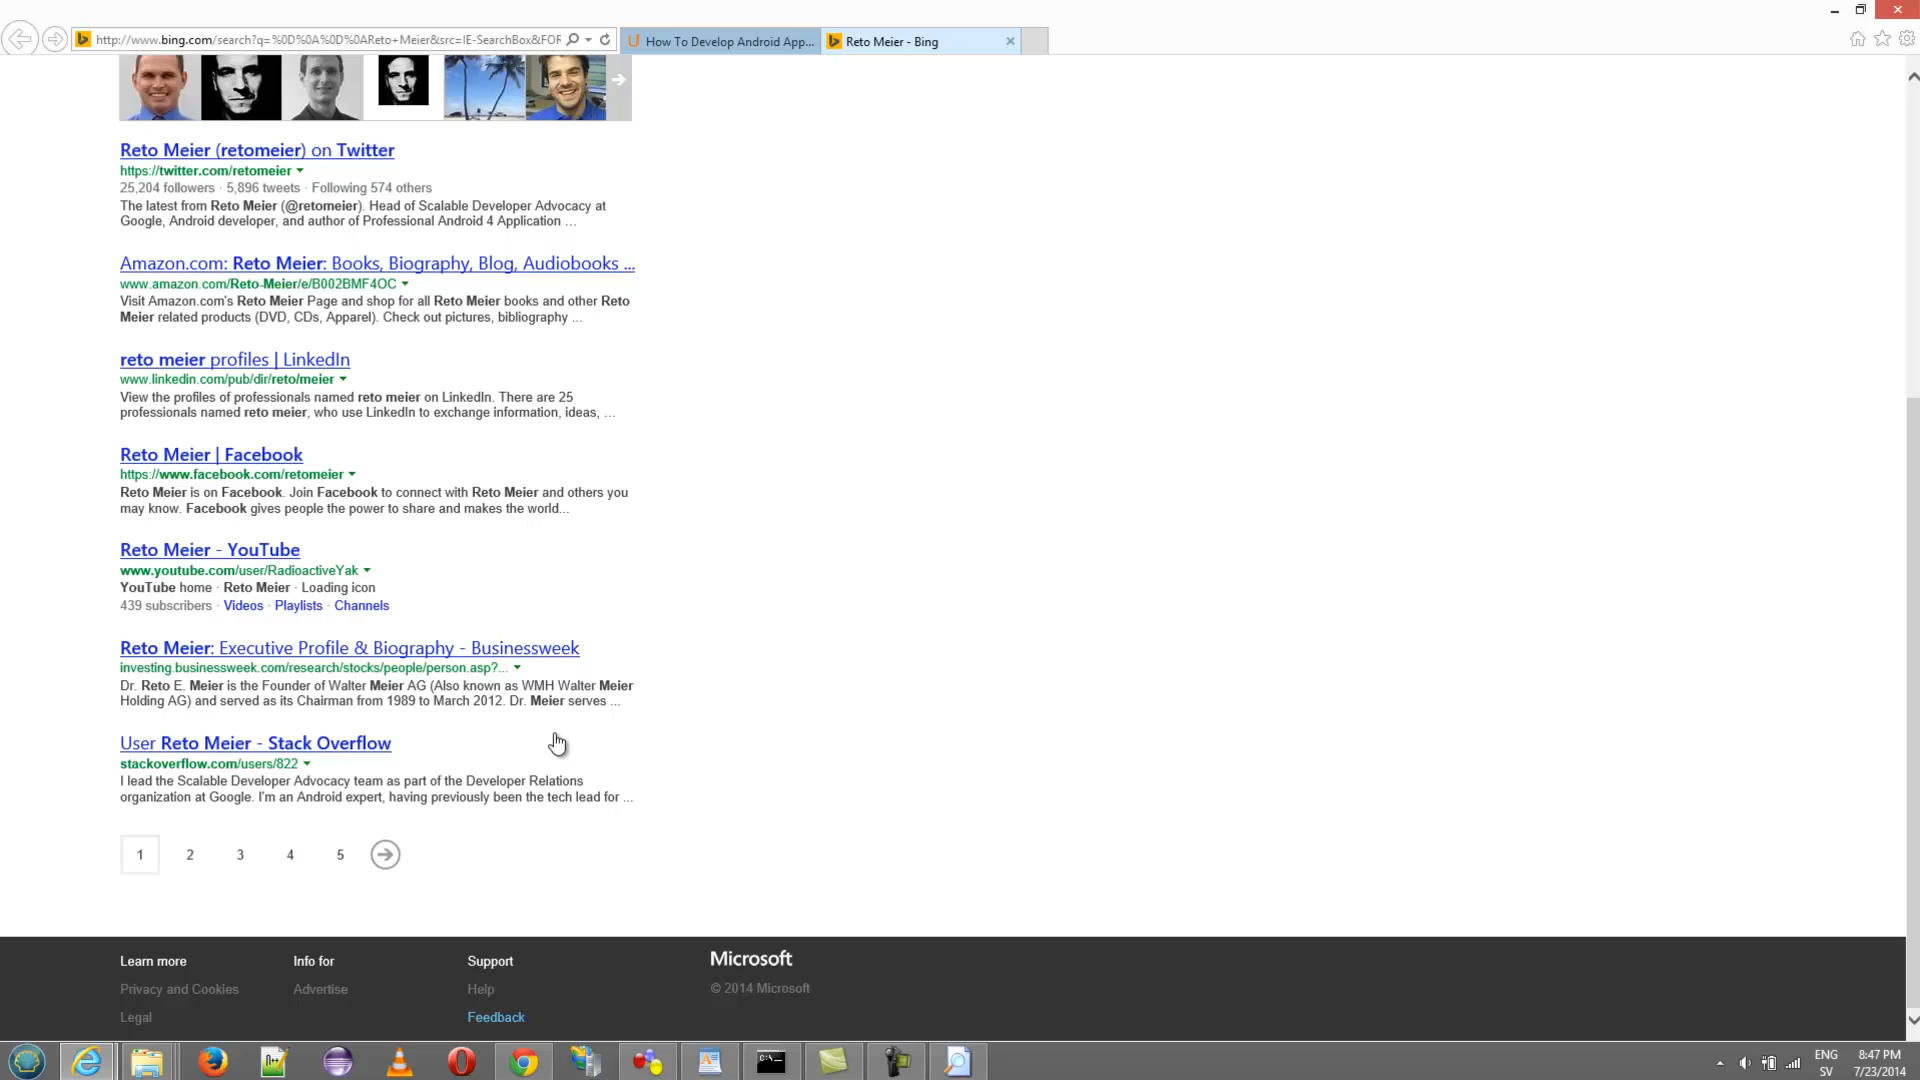 http://www.bing.com/search?q=%0D%0A%0D%0AReto+Meier&src=IE-SearchBox&FOR
How To Develop Android App...
Reto Meier - Bing
Reto Meier (retomeier) on Twitter
https://twitter.com/retomeier
25,204 followers · 5,896 tweets · Following 574 others
The latest from Reto Meier (@retomeier). Head of Scalable Developer Advocacy at
Google, Android developer, and author of Professional Android 4 Application ...
Amazon.com: Reto Meier: Books, Biography, Blog, Audiobooks ...
www.amazon.com/Reto-Meier/e/B002BMF4OC
Visit Amazon.com's Reto Meier Page and shop for all Reto Meier books and other Reto
Meier related products (DVD, CDs, Apparel). Check out pictures, bibliography ...
reto meier profiles | LinkedIn
www.linkedin.com/pub/dir/reto/meier
View the profiles of professionals named reto meier on LinkedIn. There are 25
professionals named reto meier, who use LinkedIn to exchange information, ideas, ...
Reto Meier | Facebook
https://www.facebook.com/retomeier
Reto Meier is on Facebook. Join Facebook to connect with Reto Meier and others you
may know. Facebook gives people the power to share and makes the world...
Reto Meier - YouTube
www.youtube.com/user/RadioactiveYak
YouTube home · Reto Meier · Loading icon
439 subscribers · Videos · Playlists · Channels
Reto Meier: Executive Profile & Biography - Businessweek
investing.businessweek.com/research/stocks/people/person.asp?...
Dr. Reto E. Meier is the Founder of Walter Meier AG (Also known as WMH Walter Meier
Holding AG) and served as its Chairman from 1989 to March 2012. Dr. Meier serves ...
User Reto Meier - Stack Overflow
stackoverflow.com/users/822
I lead the Scalable Developer Advocacy team as part of the Developer Relations
organization at Google. I'm an Android expert, having previously been the tech lead for ...
1 2 3 4 5
Learn more Info for Support Microsoft
Privacy and Cookies Advertise Help © 2014 Microsoft
Legal Feedback
ENG 8:47 PM
SV 7/23/2014